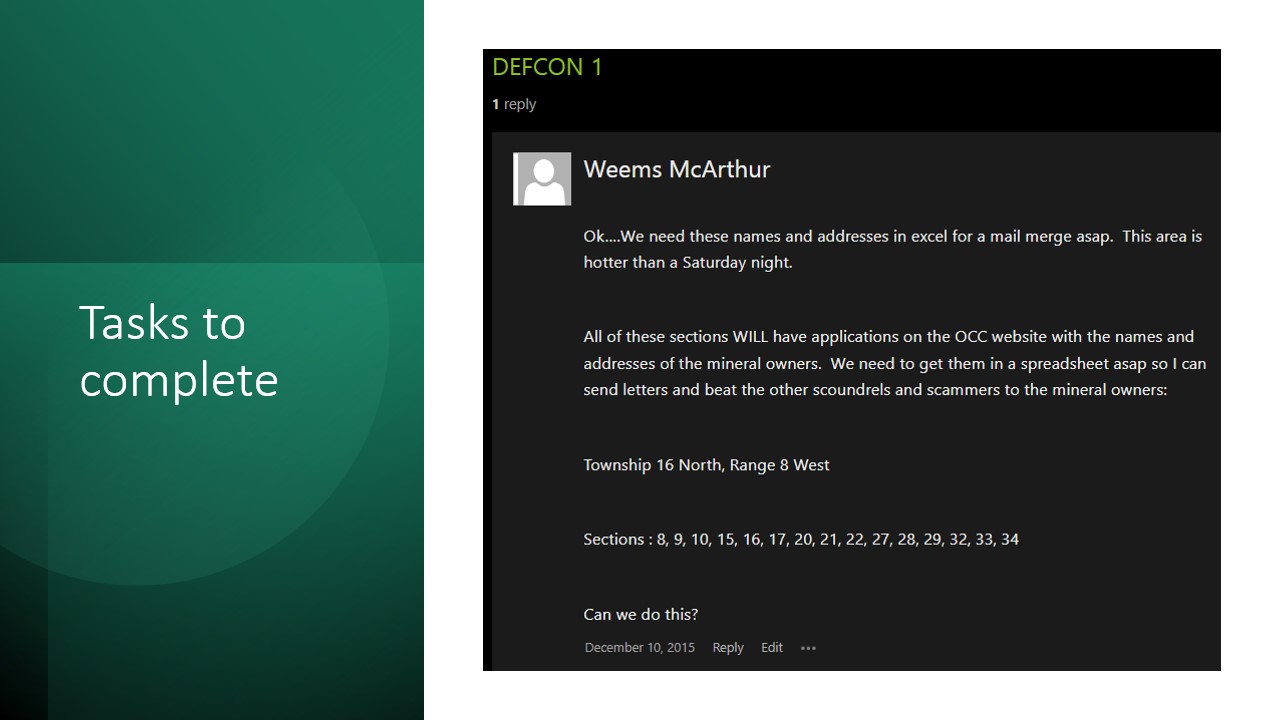 Tasks to
complete
DEFCON 1
1 reply
Weems McArthur
Ok....We need these names and addresses in excel for a mail merge asap.  This area is
hotter than a Saturday night.
All of these sections WILL have applications on the OCC website with the names and
addresses of the mineral owners.  We need to get them in a spreadsheet asap so I can
send letters and beat the other scoundrels and scammers to the mineral owners:
Township 16 North, Range 8 West
Sections : 8, 9, 10, 15, 16, 17, 20, 21, 22, 27, 28, 29, 32, 33, 34
Can we do this?
December 10, 2015 Reply Edit •••